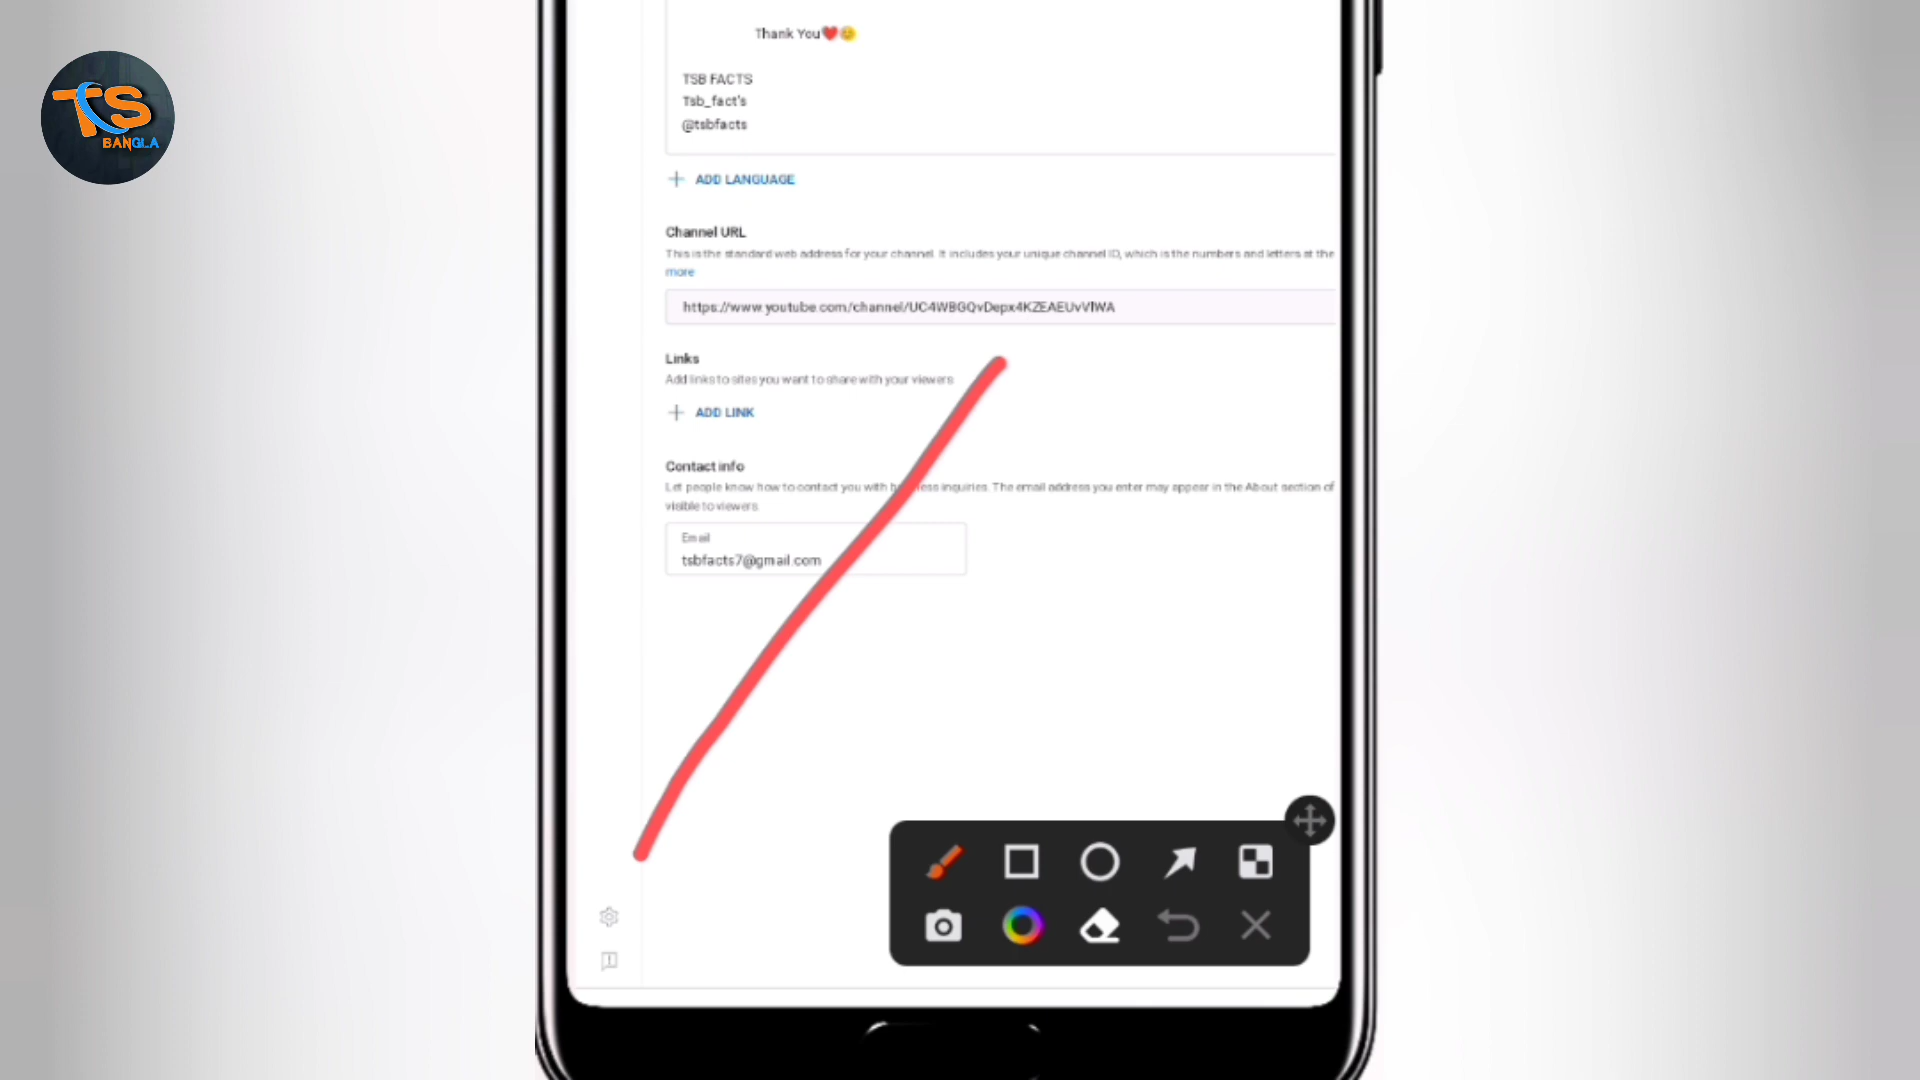 TS
BANGLA
Thank You❤️😊
TSB FACTS
Tsb_fact's
@tsbfacts
ADD LANGUAGE
Channel URL
This is the standard web address for your channel. It includes your unique channel ID, which is the numbers and letters at the
more
https://www.youtube.com/channel/UC4WBGQvDepx4KZEAEUvVlWA
Links
Add links to sites you want to share with your viewers
ADD LINK
Contact info
Let people know how to contact you with inquiries. The email address you enter may appear in the About section of
visible to viewers.
Email
tsbfacts7@gmail.com